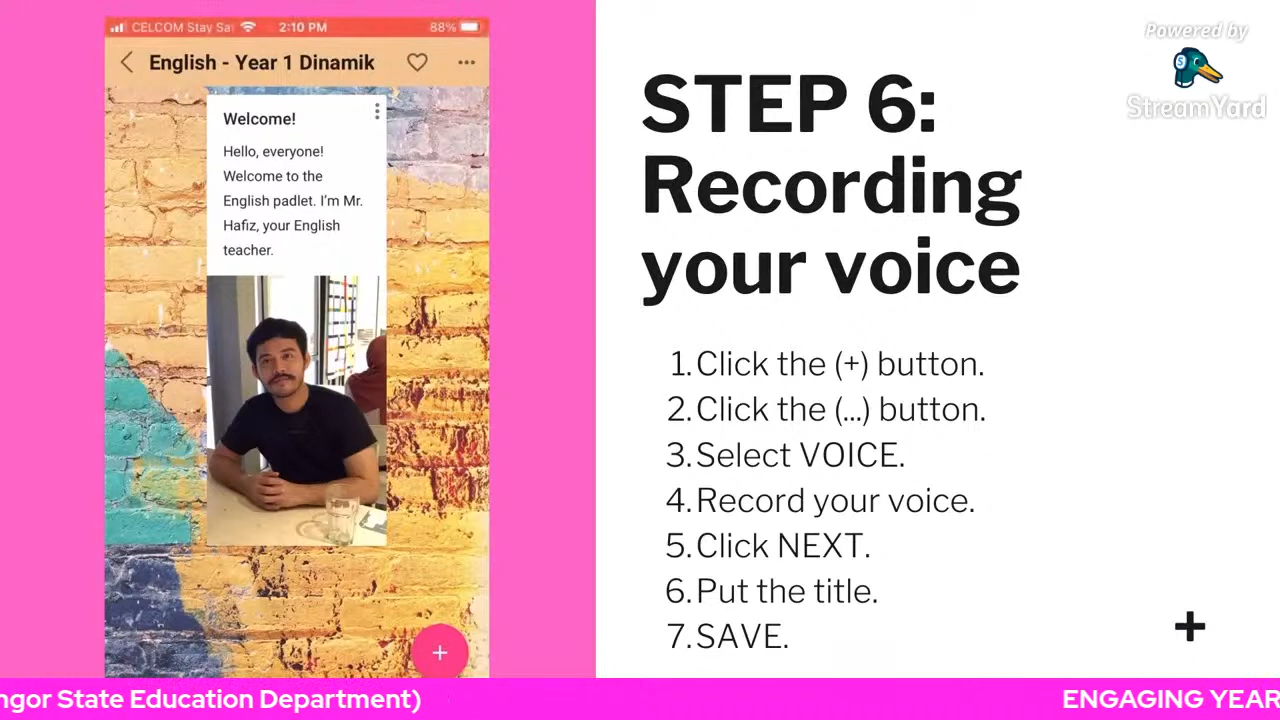 CELCOM Stay Sa 2:10 PM 88%
English - Year 1 Dinamik
Welcome!
Hello, everyone!
Welcome to the
English padlet. I'm Mr.
Hafiz, your English
teacher.
+
STEP 6:
Recording
your voice
1. Click the (+) button.
2. Click the (...) button.
3. Select VOICE.
4. Record your voice.
5. Click NEXT.
6. Put the title.
7. SAVE.
+
Powered by
StreamYard
ngor State Education Department)
ENGAGING YEAR